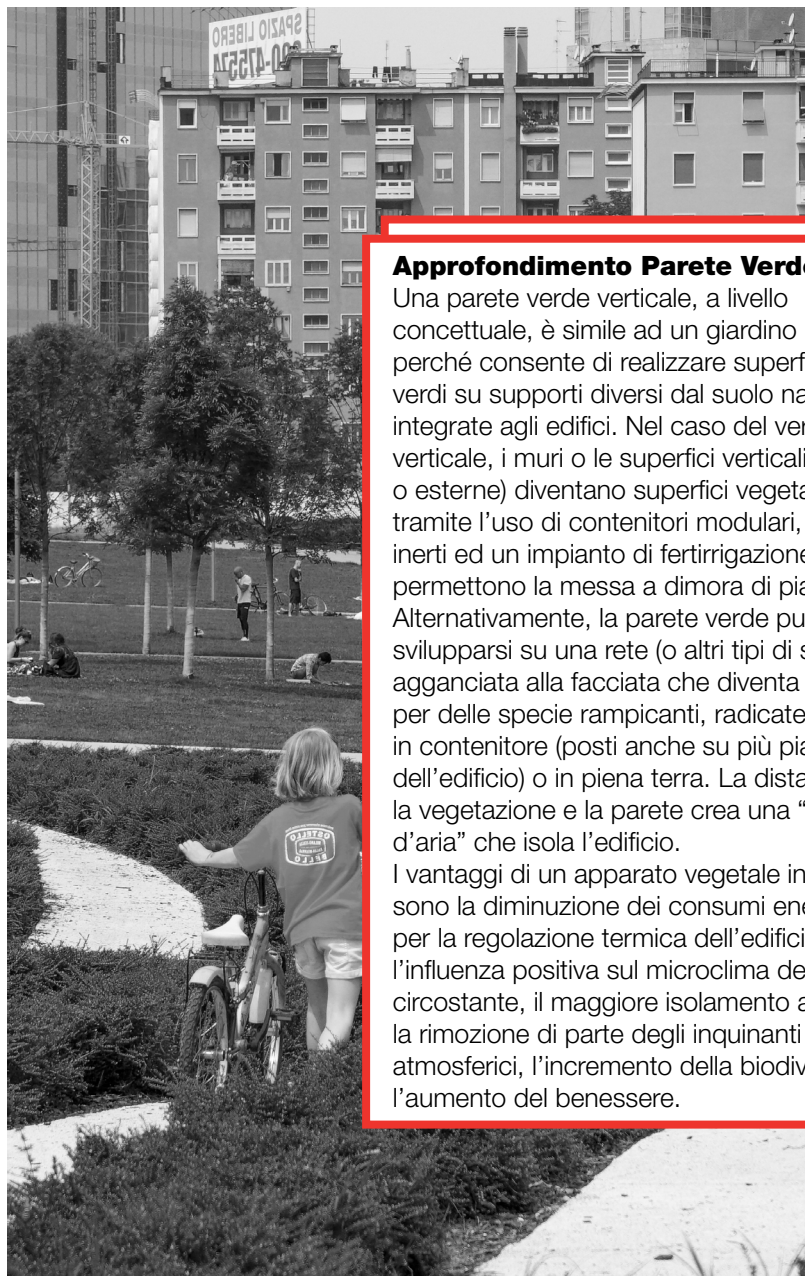 SPAZIO LIBERO
Approfondimento Parete Verde
Una parete verde verticale, a livello
concettuale, è simile ad un giardino
perché consente di realizzare superf
verdi su supporti diversi dal suolo na
integrate agli edifici. Nel caso del ver
verticale, i muri o le superfici verticali
o esterne) diventano superfici vegeta
tramite l’uso di contenitori modulari,
inerti ed un impianto di fertirrigazione
permettono la messa a dimora di pia
Alternativamente, la parete verde pu
svilupparsi su una rete (o altri tipi di s
agganciata alla facciata che diventa
per delle specie rampicanti, radicate
in contenitore (posti anche su più pia
dell’edificio) o in piena terra. La dista
la vegetazione e la parete crea una “
d’aria” che isola l’edificio.
I vantaggi di un apparato vegetale in
sono la diminuzione dei consumi ene
per la regolazione termica dell’edifici
l’influenza positiva sul microclima de
circostante, il maggiore isolamento a
la rimozione di parte degli inquinanti
atmosferici, l’incremento della biodiv
l’aumento del benessere.
OSTELLO
BELLO